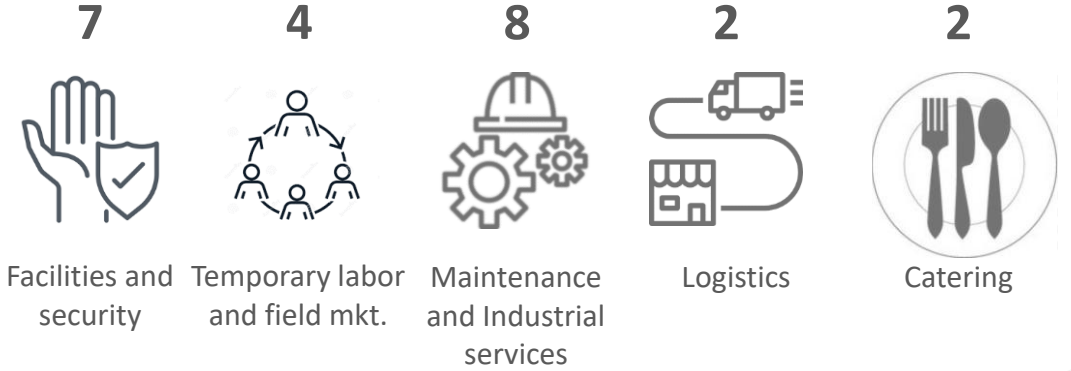 7
4
8
2
2
Facilities and
security
Temporary labor
and field mkt.
Maintenance
and Industrial
services
Logistics
Catering